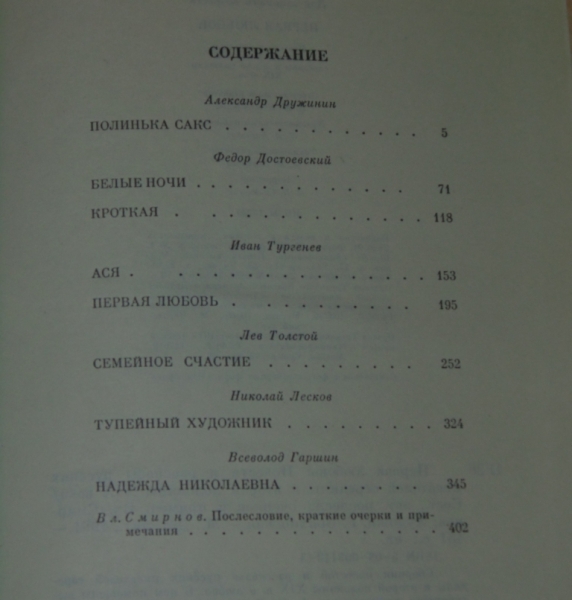 СОДЕРЖАНИЕ
Александр Дружинин
ПОЛИНЬКА САКС . . . . . . . . . . . . 5
Федор Достоевский
БЕЛЫЕ НОЧИ . . . . . . . . . . . . 71
КРОТКАЯ . . . . . . . . . . . . 118
Иван Тургенев
АСЯ . . . . . . . . . . . . . . 153
ПЕРВАЯ ЛЮБОВЬ . . . . . . . . . . . 195
Лев Толстой
СЕМЕЙНОЕ СЧАСТИЕ . . . . . . . . . 252
Николай Лесков
ТУПЕЙНЫЙ ХУДОЖНИК . . . . . . . . 324
Всеволод Гаршин
НАДЕЖДА НИКОЛАЕВНА . . . . . . . . 345
Вл. Смирнов. Послесловие, краткие очерки и при-
мечания . . . . . . . . . . . . . . 402